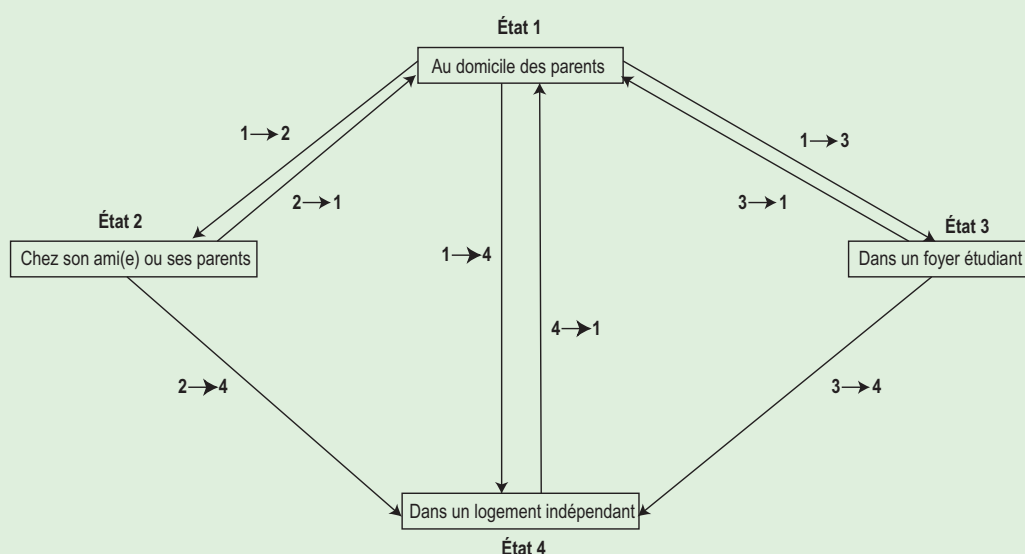 État 1
Au domicile des parents
1→2
1→3
2→1
3→1
État 2
État 3
Chez son ami(e) ou ses parents
1→4
Dans un foyer étudiant
4→1
2→4
3→4
Dans un logement indépendant
État 4